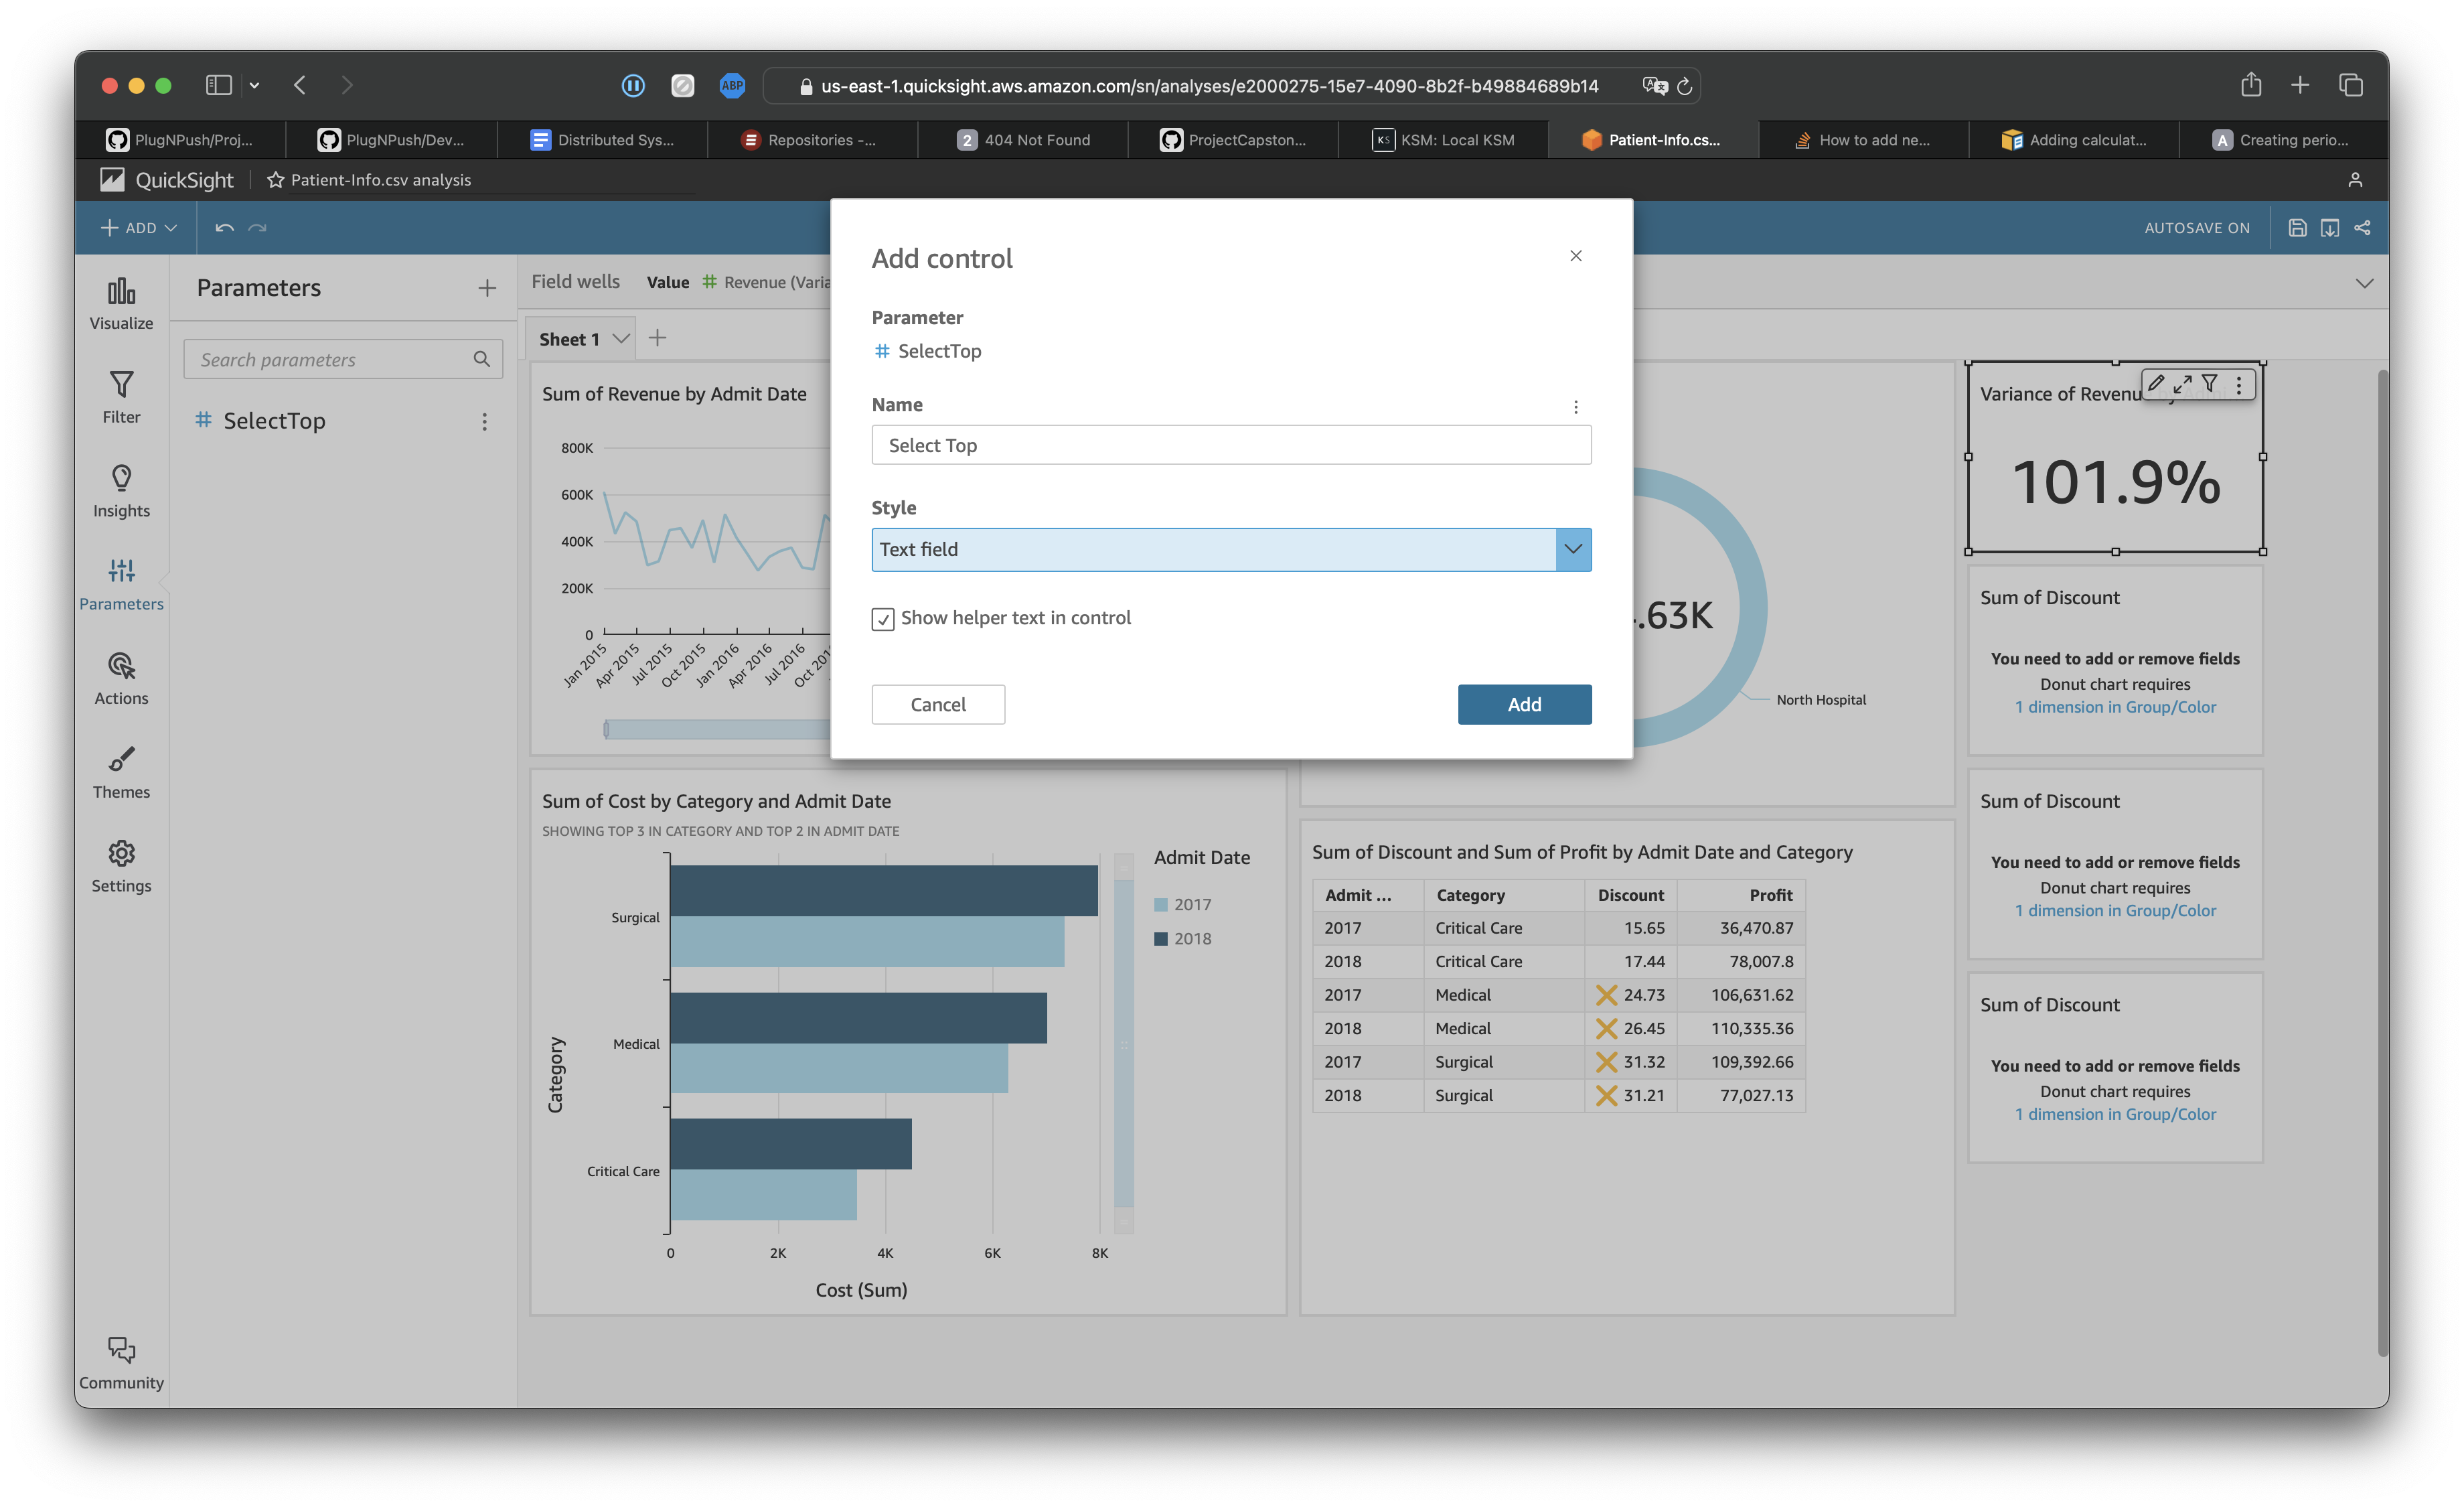 ABP
us-east-1.quicksight.aws.amazon.com/sn/analyses/e2000275-15e7-4090-8b2f-b49884689b14
PlugNPush/Proj...
PlugNPush/Dev...
Distributed Sys...
Repositories -...
2 404 Not Found
ProjectCapston...
KS KSM: Local KSM
Patient-Info.cs...
How to add ne...
Adding calculat...
A Creating perio...
QuickSight
Patient-Info.csv analysis
ADD
AUTOSAVE ON
Visualize
Filter
Insights
Parameters
Actions
Themes
Settings
Community
Parameters
Search parameters
# SelectTop
Field wells
Value # Revenue (Varia
Sheet 1
Add control
Parameter
# SelectTop
Name
Select Top
Style
Text field
Show helper text in control
Cancel
Add
Sum of Revenue by Admit Date
800K
600K
400K
200K
0
Jan 2015
Apr 2015
Jul 2015
Oct 2015
Jan 2016
Apr 2016
Jul 2016
Oct 201
.63K
North Hospital
Variance of Revenu
101.9%
Sum of Discount
You need to add or remove fields
Donut chart requires
1 dimension in Group/Color
Sum of Discount
You need to add or remove fields
Donut chart requires
1 dimension in Group/Color
Sum of Discount
You need to add or remove fields
Donut chart requires
1 dimension in Group/Color
Sum of Cost by Category and Admit Date
SHOWING TOP 3 IN CATEGORY AND TOP 2 IN ADMIT DATE
Category
Surgical
Medical
Critical Care
0 2K 4K 6K 8K
Cost (Sum)
Admit Date
2017
2018
Sum of Discount and Sum of Profit by Admit Date and Category
Admit ... Category Discount Profit
2017 Critical Care 15.65 36,470.87
2018 Critical Care 17.44 78,007.8
2017 Medical 24.73 106,631.62
2018 Medical 26.45 110,335.36
2017 Surgical 31.32 109,392.66
2018 Surgical 31.21 77,027.13